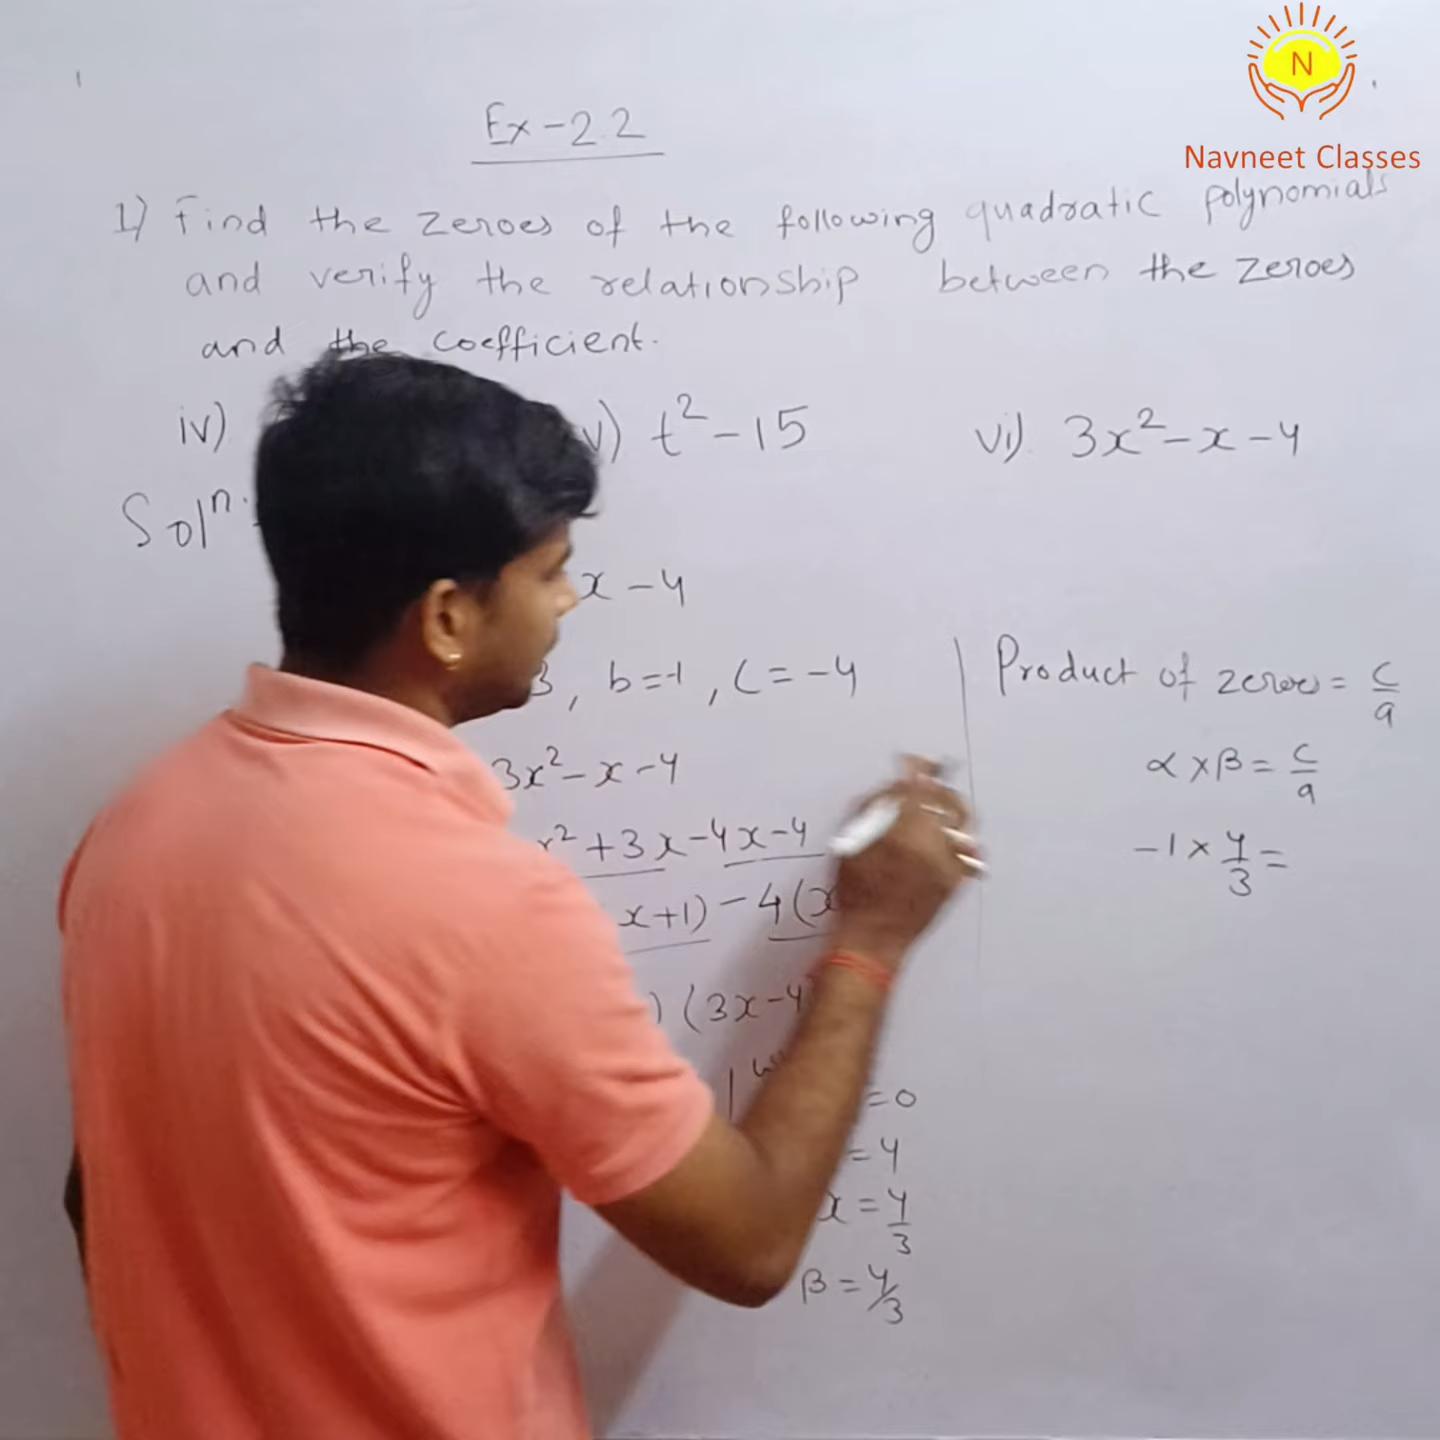 N
Navneet Classes
Ex-2.2
1) Find the zeroes of the following quadratic polynomials
and verify the relationship between the zeroes
and the coefficient.
iv)
v) t²-15
vi) 3x²-x-4
Solⁿ.
x-4
3, b=-1, c=-4
3x²-x-4
x²+3x-4x-4
x+1)-4(x
) (3x-4
=0
=4
x=4/3
β=4/3
Product of zeroes=c/a
α×β=c/a
-1×4/3=